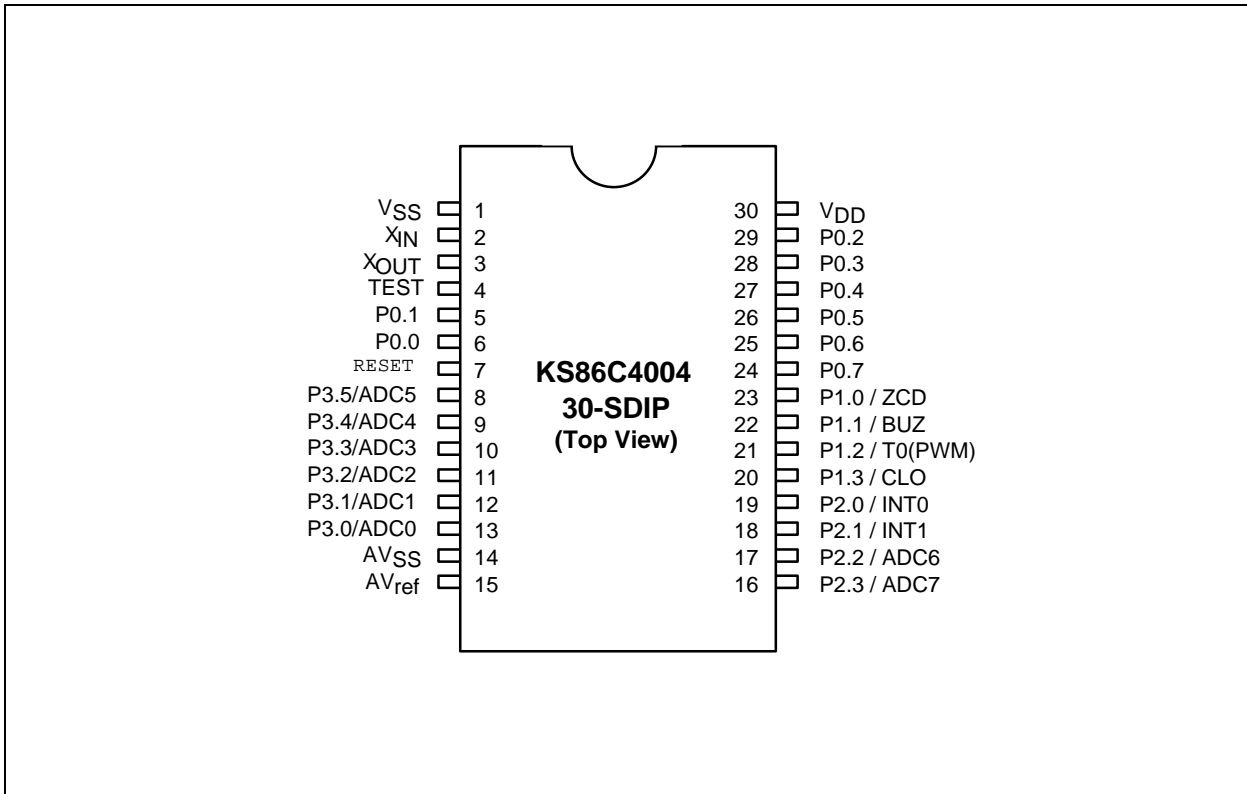 VSS 1
XIN 2
XOUT 3
TEST 4
P0.1 5
P0.0 6
RESET 7
P3.5/ADC5 8
P3.4/ADC4 9
P3.3/ADC3 10
P3.2/ADC2 11
P3.1/ADC1 12
P3.0/ADC0 13
AVSS 14
AVref 15
KS86C4004
30-SDIP
(Top View)
30 VDD
29 P0.2
28 P0.3
27 P0.4
26 P0.5
25 P0.6
24 P0.7
23 P1.0 / ZCD
22 P1.1 / BUZ
21 P1.2 / T0(PWM)
20 P1.3 / CLO
19 P2.0 / INT0
18 P2.1 / INT1
17 P2.2 / ADC6
16 P2.3 / ADC7